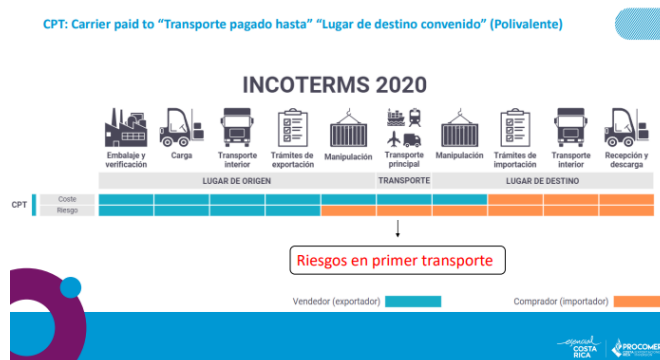 CPT: Carrier paid to “Transporte pagado hasta” “Lugar de destino convenido” (Polivalente)
INCOTERMS 2020
Embalaje y verificación
Carga
Transporte interior
Trámites de exportación
Manipulación
Transporte principal
Manipulación
Trámites de importación
Transporte interior
Recepción y descarga
LUGAR DE ORIGEN
TRANSPORTE
LUGAR DE DESTINO
CPT
Coste
Riesgo
Riesgos en primer transporte
Vendedor (exportador)
Comprador (importador)
esencial
COSTA
RICA
PROCOMER